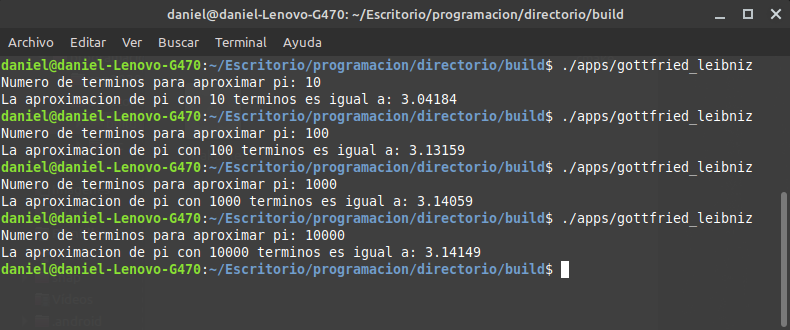 daniel@daniel-Lenovo-G470: ~/Escritorio/programacion/directorio/build
Archivo Editar Ver Buscar Terminal Ayuda
daniel@daniel-Lenovo-G470:~/Escritorio/programacion/directorio/build$ ./apps/gottfried_leibniz
Numero de terminos para aproximar pi: 10
La aproximacion de pi con 10 terminos es igual a: 3.04184
daniel@daniel-Lenovo-G470:~/Escritorio/programacion/directorio/build$ ./apps/gottfried_leibniz
Numero de terminos para aproximar pi: 100
La aproximacion de pi con 100 terminos es igual a: 3.13159
daniel@daniel-Lenovo-G470:~/Escritorio/programacion/directorio/build$ ./apps/gottfried_leibniz
Numero de terminos para aproximar pi: 1000
La aproximacion de pi con 1000 terminos es igual a: 3.14059
daniel@daniel-Lenovo-G470:~/Escritorio/programacion/directorio/build$ ./apps/gottfried_leibniz
Numero de terminos para aproximar pi: 10000
La aproximacion de pi con 10000 terminos es igual a: 3.14149
daniel@daniel-Lenovo-G470:~/Escritorio/programacion/directorio/build$
Videos